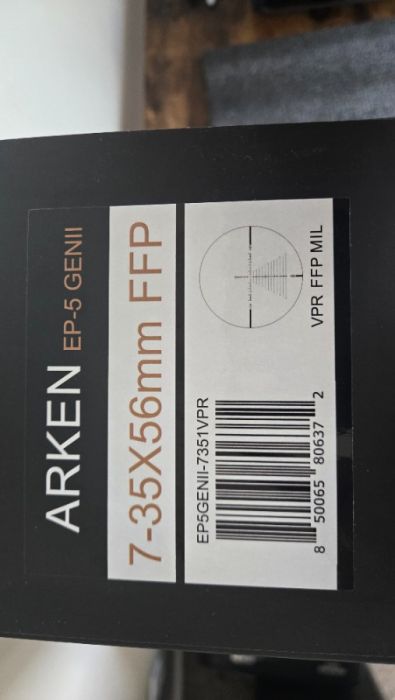 ARKEN EP-5 GENII
7-35X56mm FFP
EP5GENII-7351VPR
8 50065 80637 2
VPR FFP MIL